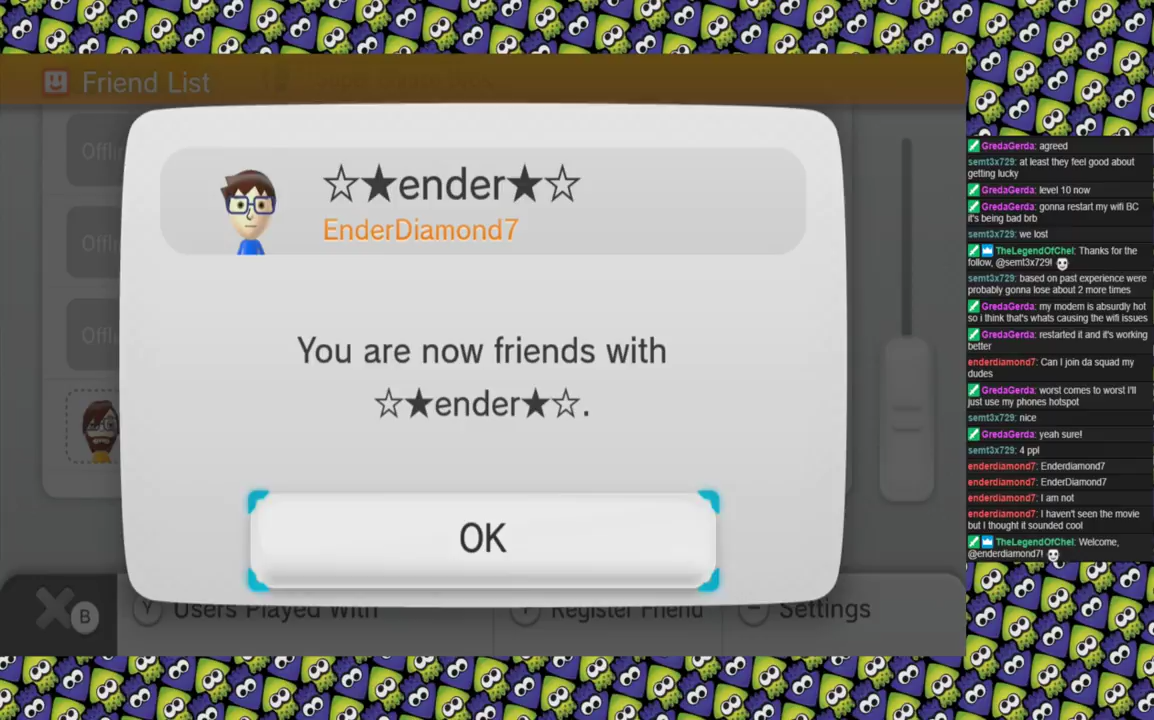 Friend List
Offli
Offli
Offli
☆★ender★☆
EnderDiamond7
You are now friends with
☆★ender★☆.
OK
B
Y Users Played With
Register Friend
Settings
GredaGerda: agreed
semt3x729: at least they feel good about
getting lucky
GredaGerda: level 10 now
GredaGerda: gonna restart my wifi BC
it's being bad brb
semt3x729: we lost
TheLegendOfChel: Thanks for the
follow, @semt3x729!
semt3x729: based on past experience were
probably gonna lose about 2 more times
GredaGerda: my modem is absurdly hot
so i think that's whats causing the wifi issues
GredaGerda: restarted it and it's working
better
enderdiamond7: Can I join da squad my
dudes
GredaGerda: worst comes to worst I'll
just use my phones hotspot
semt3x729: nice
GredaGerda: yeah sure!
semt3x729: 4 ppl
enderdiamond7: Enderdiamond7
enderdiamond7: EnderDiamond7
enderdiamond7: I am not
enderdiamond7: I haven't seen the movie
but I thought it sounded cool
TheLegendOfChel: Welcome,
@enderdiamond7!